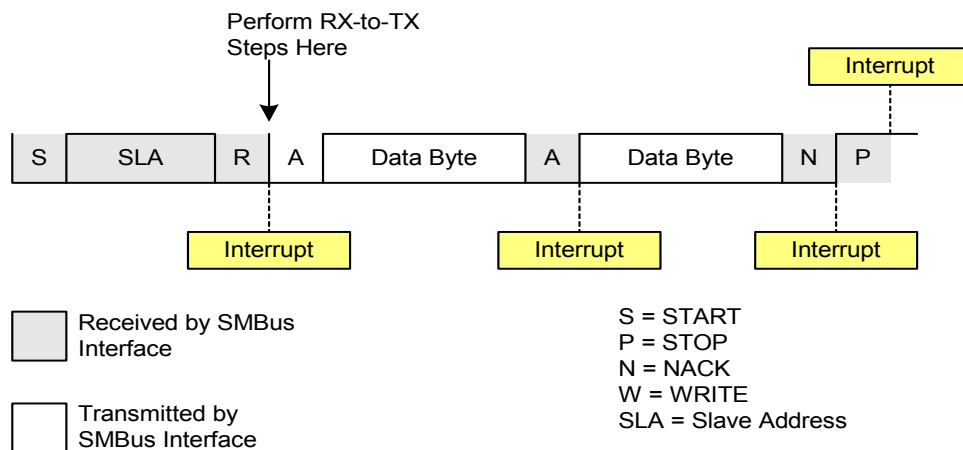 Perform RX-to-TX
Steps Here
Interrupt
S SLA R A Data Byte A Data Byte N P
Interrupt Interrupt Interrupt
Received by SMBus
Interface
Transmitted by
SMBus Interface
S = START
P = STOP
N = NACK
W = WRITE
SLA = Slave Address